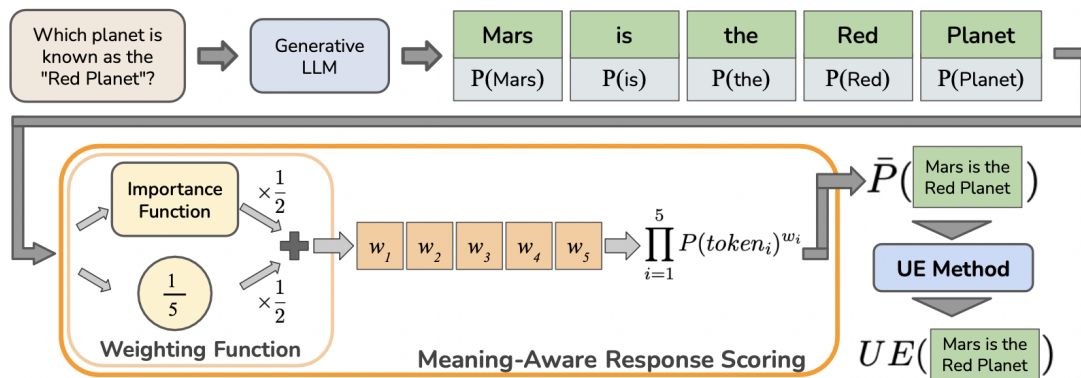 Which planet is
known as the
"Red Planet"?
Generative
LLM
Mars is the Red Planet
P(Mars) P(is) P(the) P(Red) P(Planet)
Importance
Function
×1/2
1/5
×1/2
Weighting Function
w₁ w₂ w₃ w₄ w₅
∏_{i=1}^{5} P(token_i)^{w_i}
Meaning-Aware Response Scoring
P̄(Mars is the
Red Planet)
UE Method
UE(Mars is the
Red Planet)